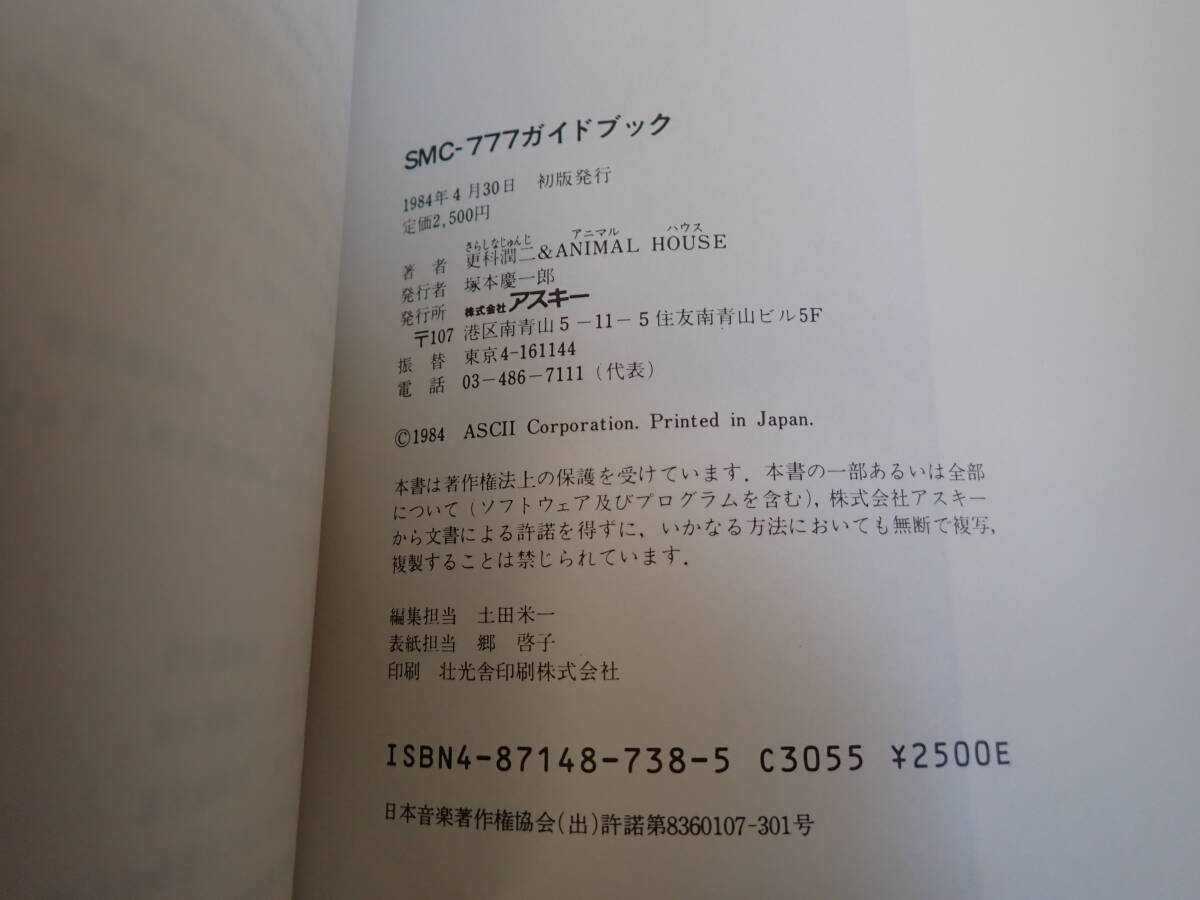 SMC-777ガイドブック
1984年4月30日 初版発行
定価2,500円
さらしなじゅんじ アニマル ハウス
著 者 更科潤二&ANIMAL HOUSE
発行者 塚本慶一郎
発行所 株式会社アスキー
〒107 港区南青山5-11-5住友南青山ビル5F
振 替 東京4-161144
電 話 03-486-7111(代表)
©1984 ASCII Corporation. Printed in Japan.
本書は著作権法上の保護を受けています.本書の一部あるいは全部
について(ソフトウェア及びプログラムを含む),株式会社アスキー
から文書による許諾を得ずに,いかなる方法においても無断で複写,
複製することは禁じられています.
編集担当 土田米一
表紙担当 郷 啓子
印刷 壮光舎印刷株式会社
ISBN4-87148-738-5 C3055 ¥2500E
日本音楽著作権協会(出)許諾第8360107-301号